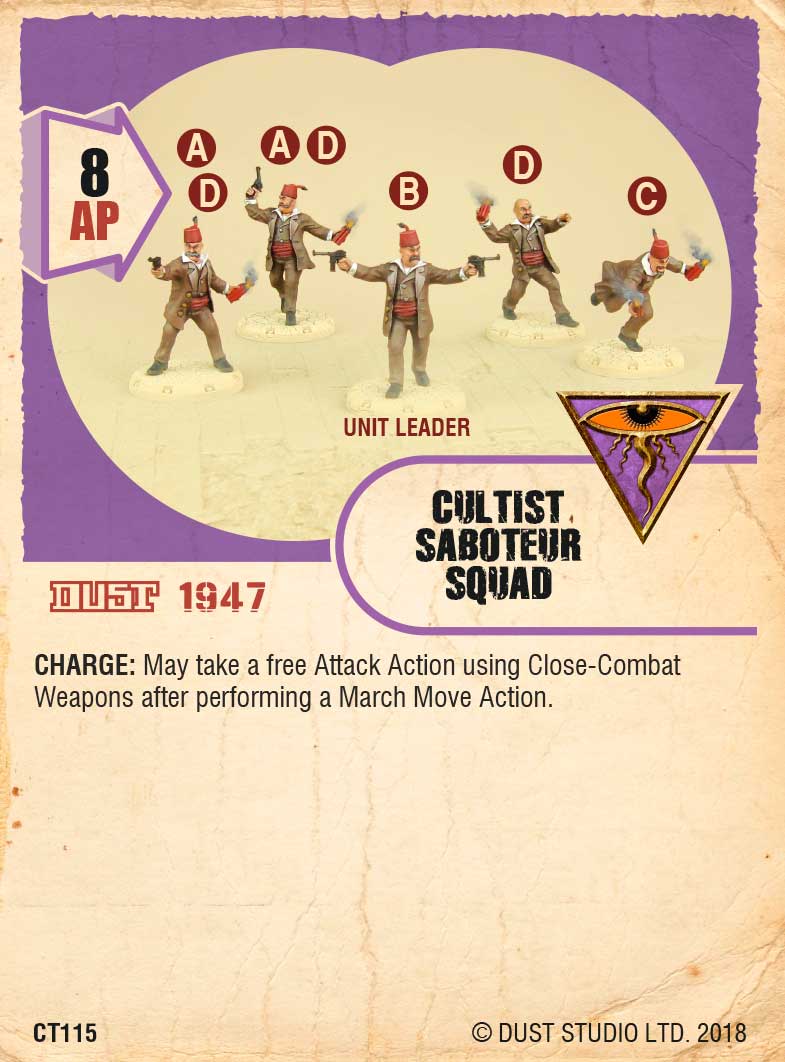 8
AP
A
D
A D
B
D
C
UNIT LEADER
CULTIST
SABOTEUR
SQUAD
DUST 1947
CHARGE: May take a free Attack Action using Close-Combat
Weapons after performing a March Move Action.
CT115
© DUST STUDIO LTD. 2018